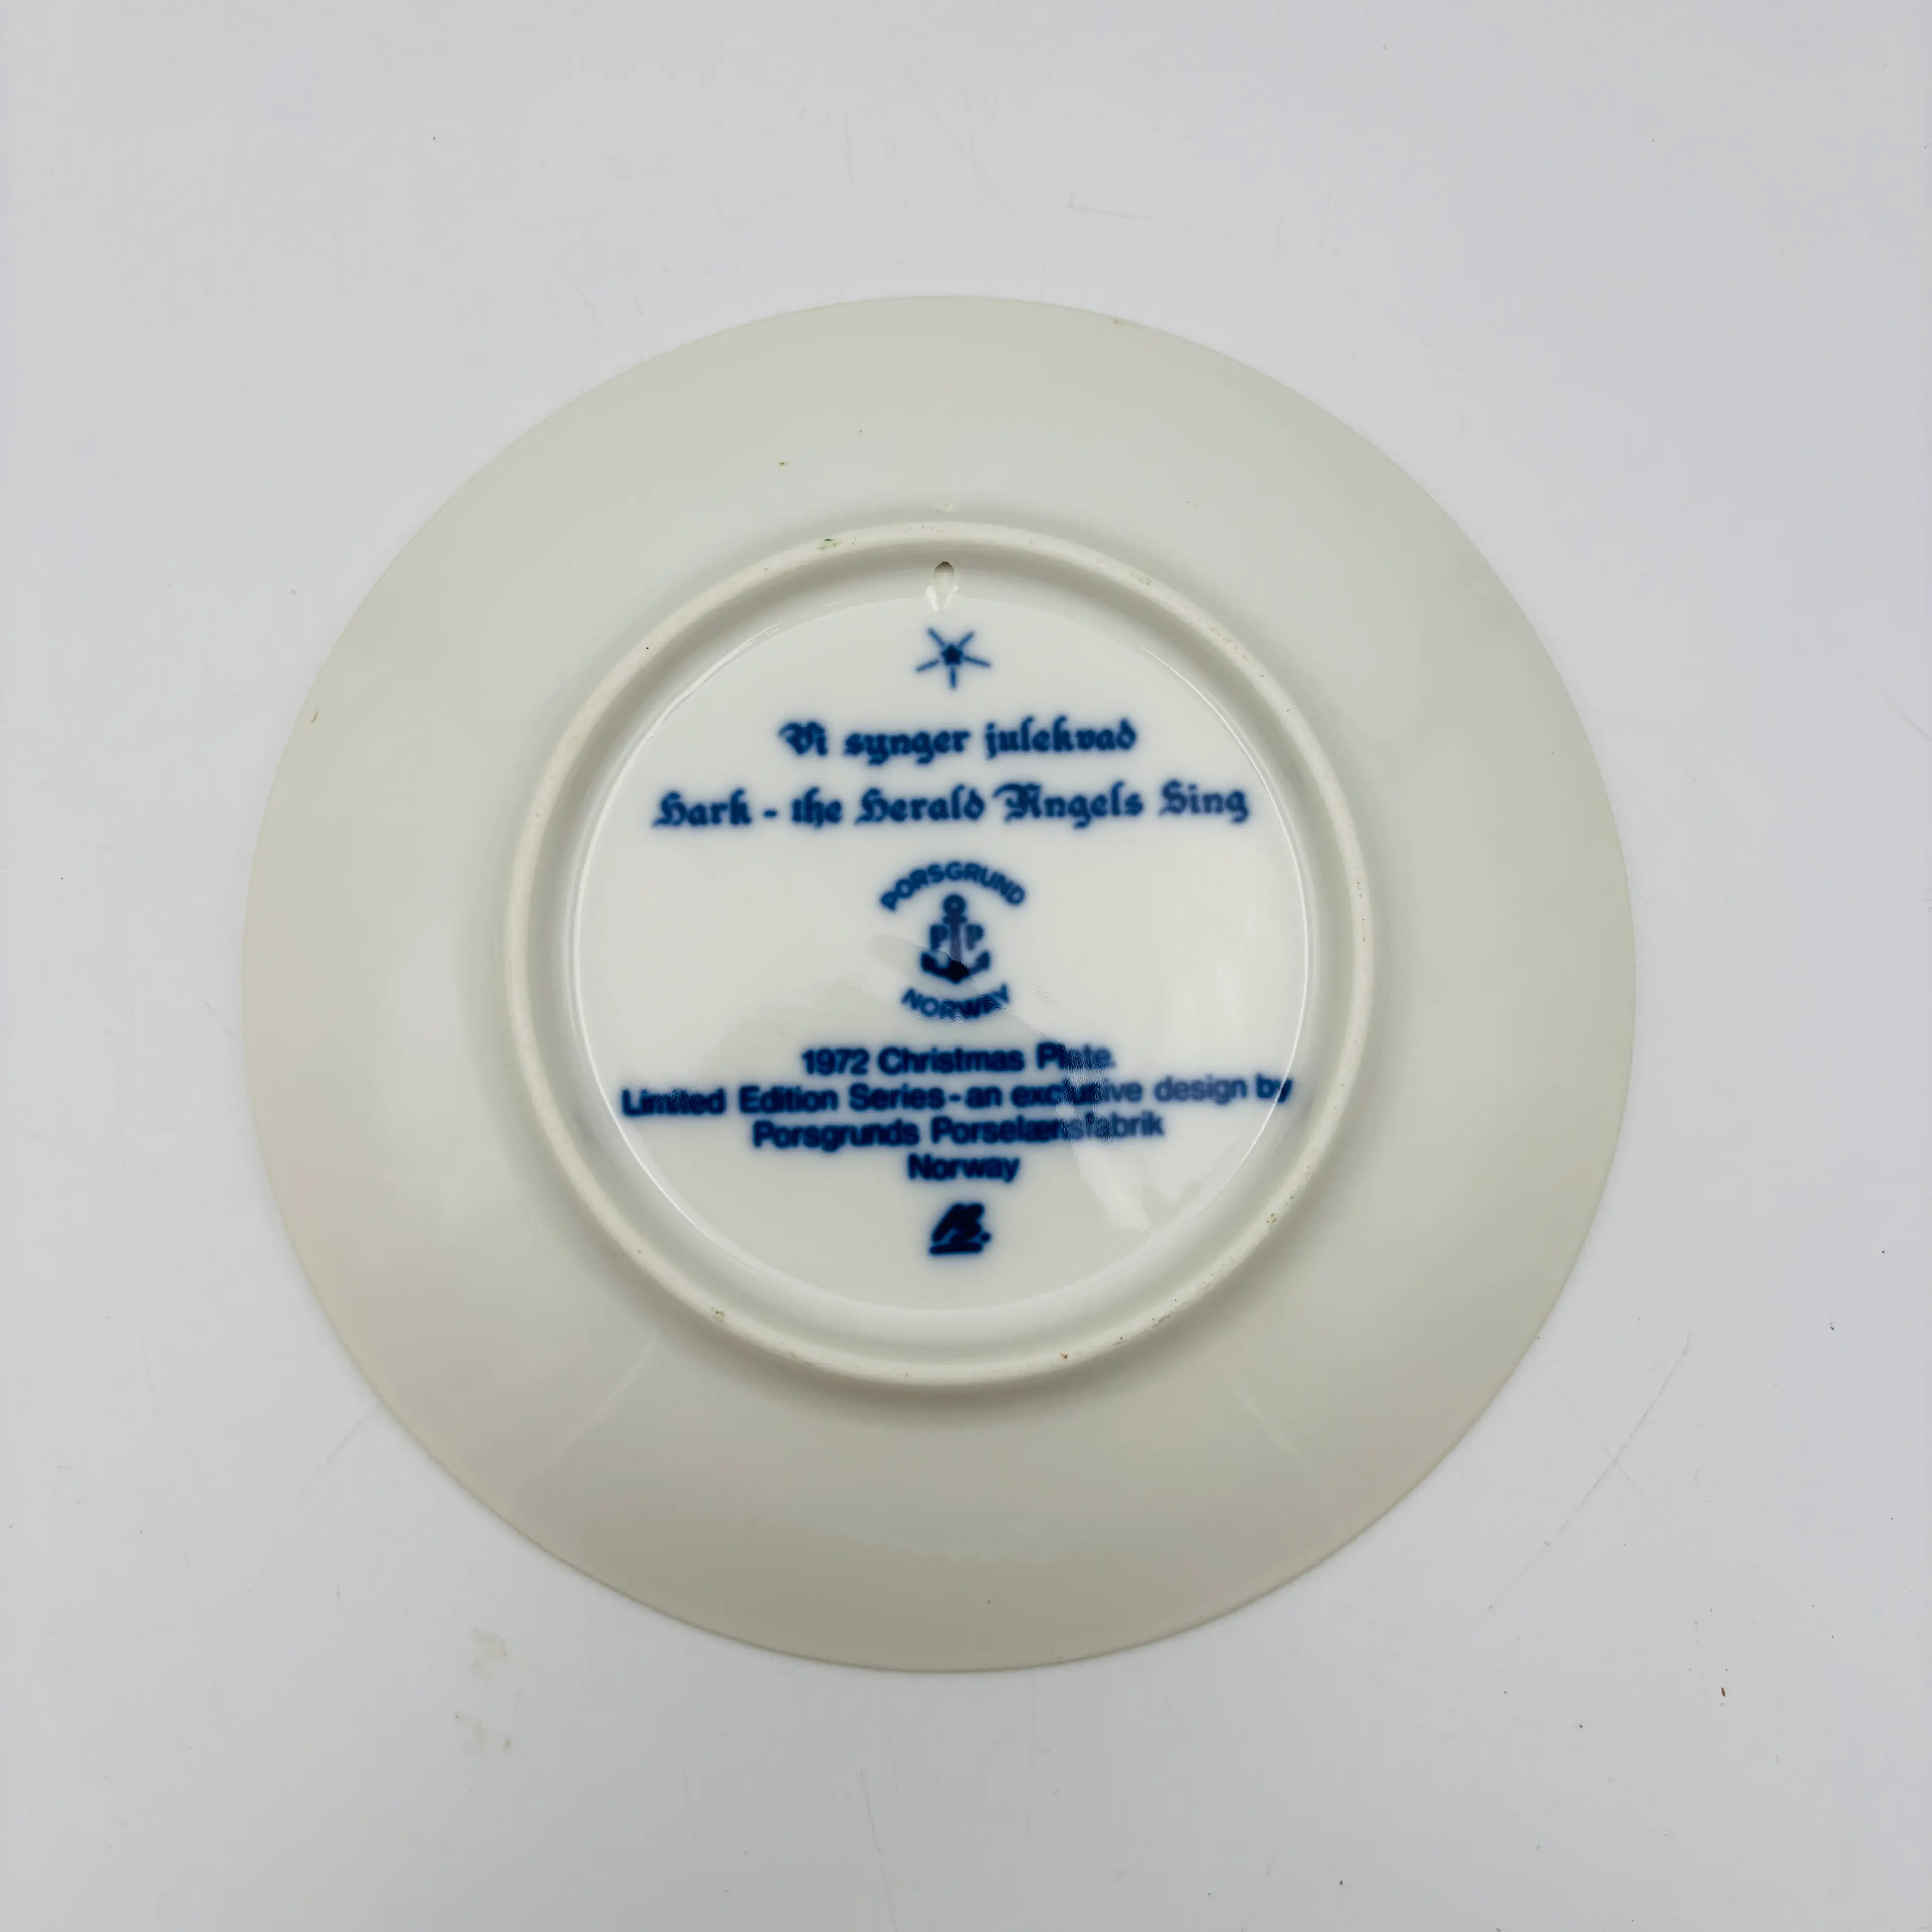 Vi synger julekvad
Hark - the Herald Angels Sing
PORSGRUND
P P
NORWAY
1972 Christmas Plate.
Limited Edition Series - an exclusive design by
Porsgrunds Porselænsfabrik
Norway